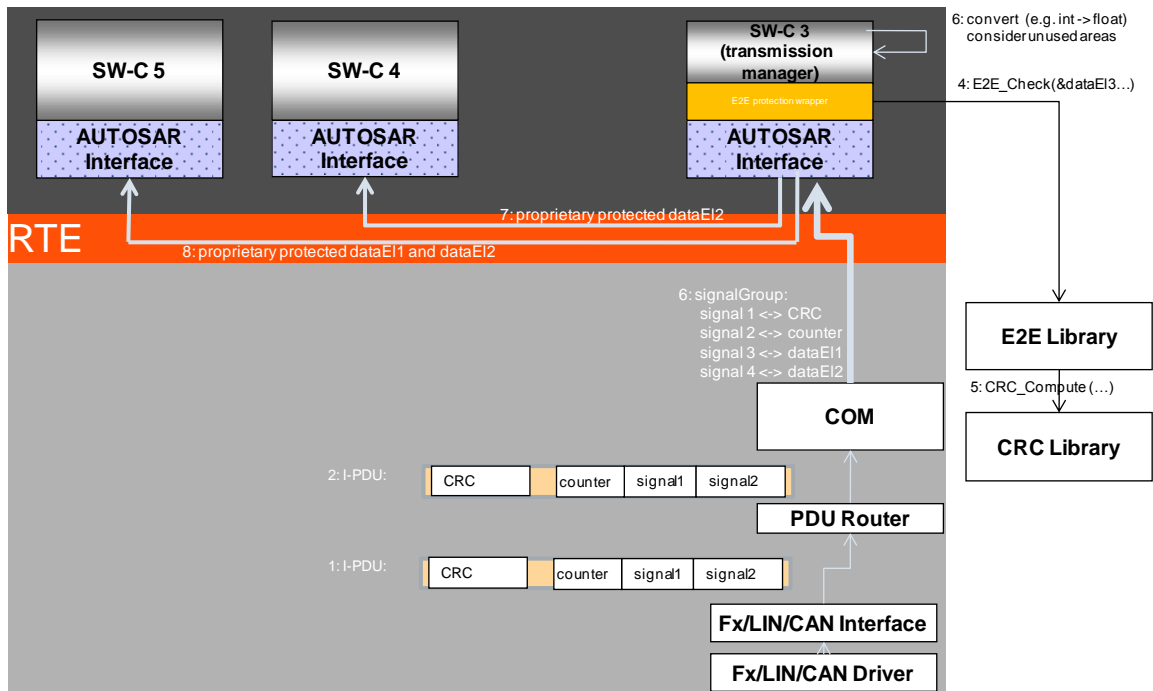 SW-C 5
AUTOSAR
Interface
SW-C 4
AUTOSAR
Interface
SW-C 3
(transmission
manager)
E2E protection wrapper
AUTOSAR
Interface
6: convert (e.g. int->float)
consider unused areas
4: E2E_Check(&dataEl3…)
7: proprietary protected dataEl2
RTE
8: proprietary protected dataEl1 and dataEl2
6: signalGroup:
signal 1 <-> CRC
signal 2 <-> counter
signal 3 <-> dataEl1
signal 4 <-> dataEl2
E2E Library
5: CRC_Compute (…)
CRC Library
COM
2: I-PDU:
CRC counter signal1 signal2
PDU Router
1: I-PDU:
CRC counter signal1 signal2
Fx/LIN/CAN Interface
Fx/LIN/CAN Driver